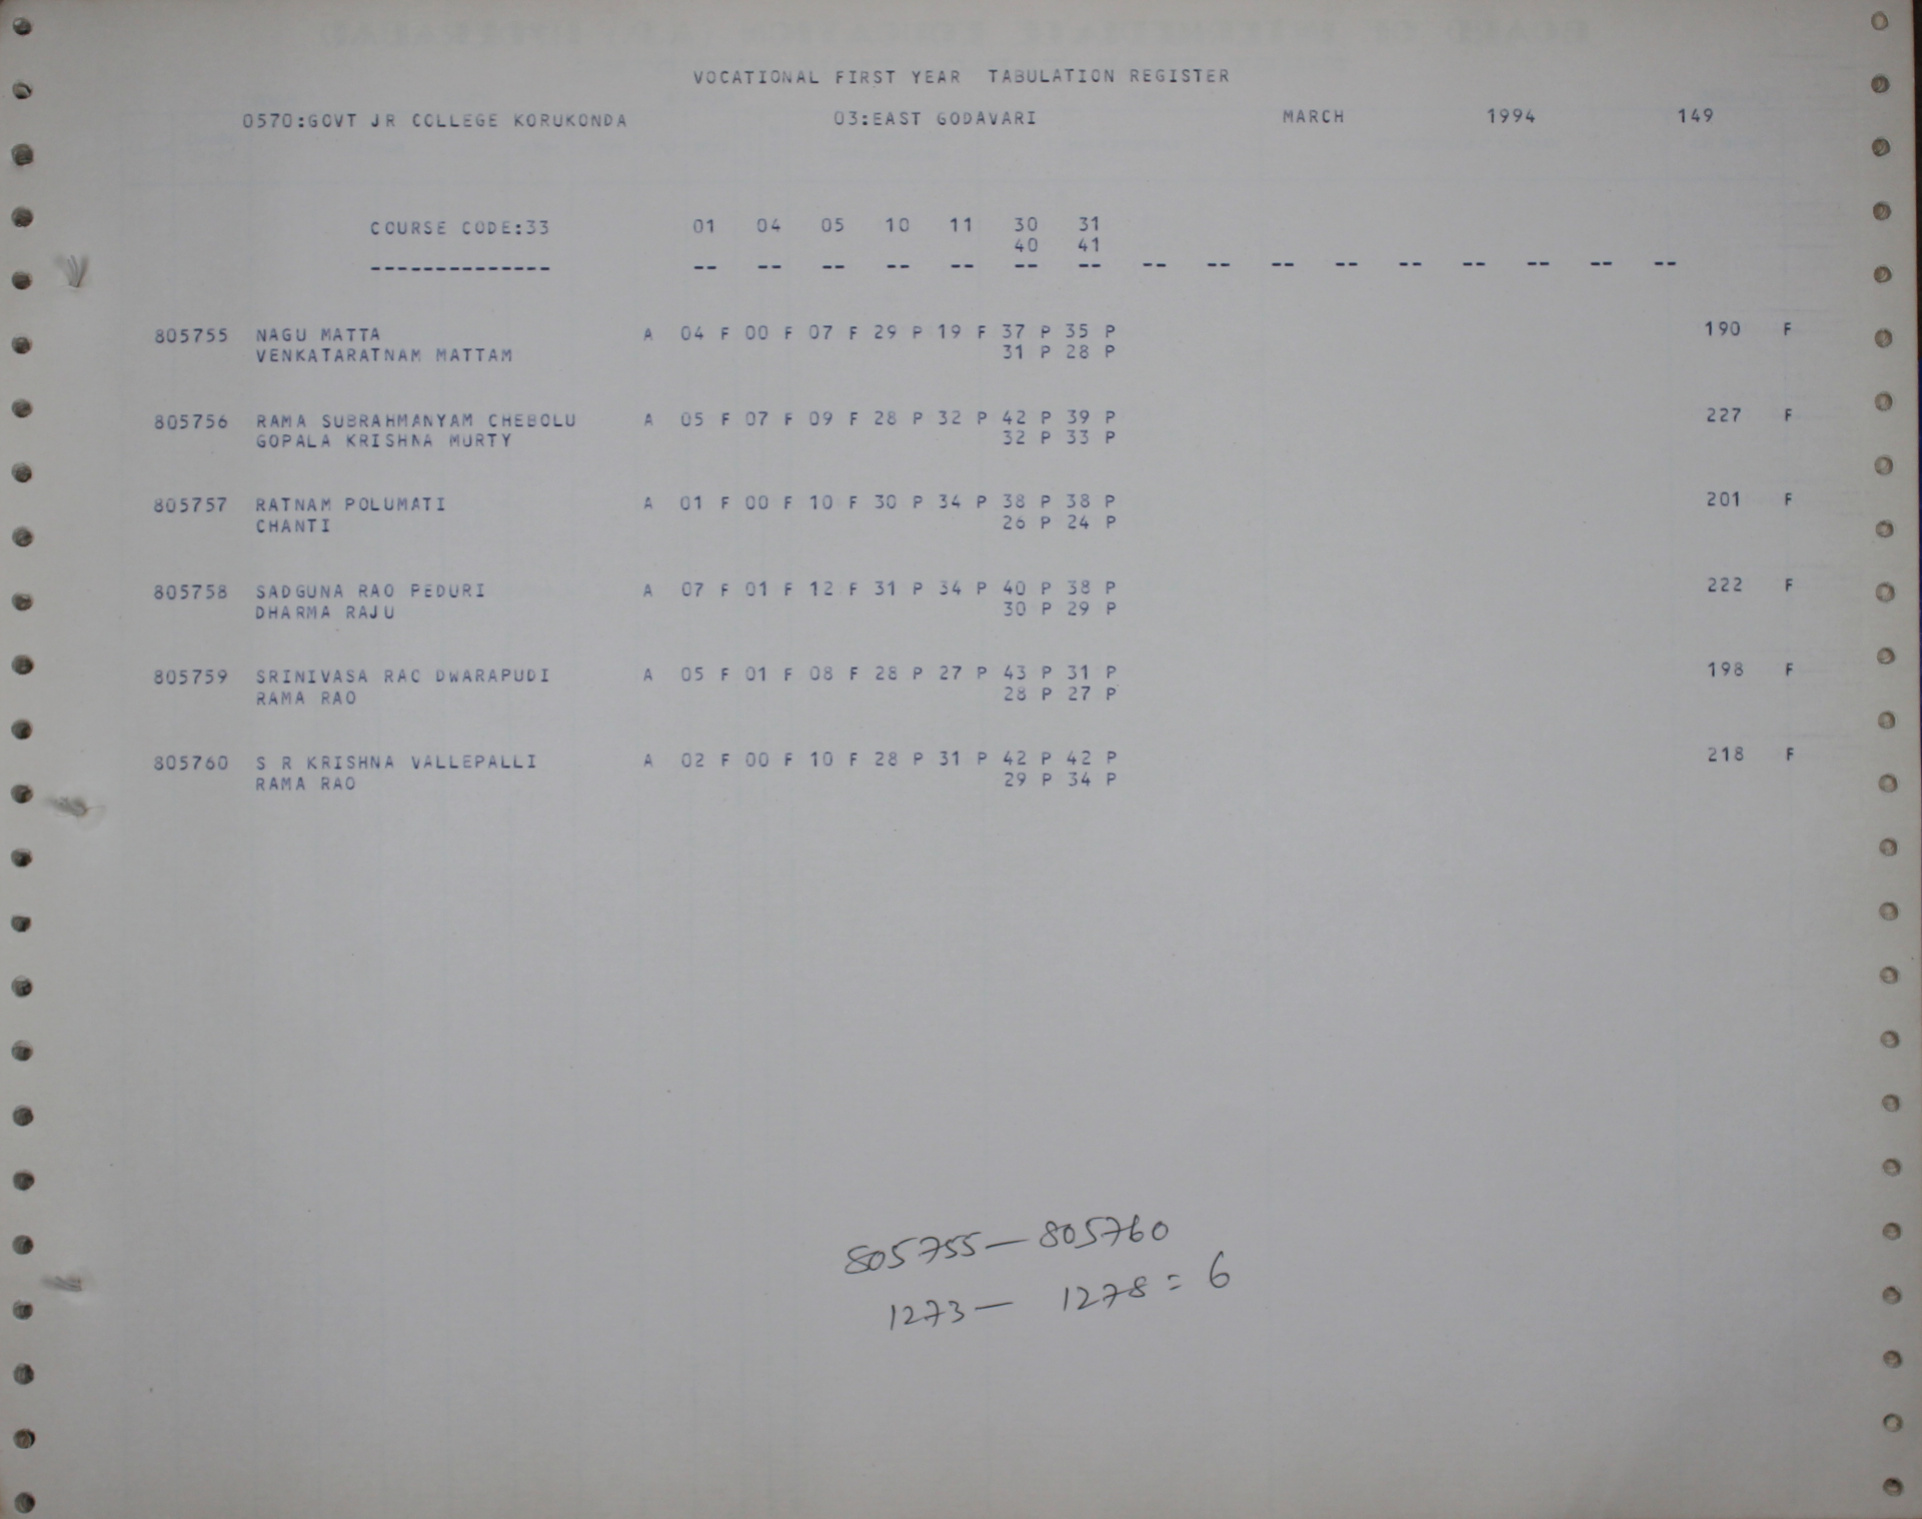 VOCATIONAL FIRST YEAR TABULATION REGISTER
0570:GOVT JR COLLEGE KORUKONDA 03:EAST GODAVARI MARCH 1994 149
COURSE CODE:33 01 04 05 10 11 30 31
40 41
-------------- -- -- -- -- -- -- -- -- -- -- -- -- -- -- -- --
805755 NAGU MATTA A 04 F 00 F 07 F 29 P 19 F 37 P 35 P 190 F
VENKATARATNAM MATTAM 31 P 28 P
805756 RAMA SUBRAHMANYAM CHEBOLU A 05 F 07 F 09 F 28 P 32 P 42 P 39 P 227 F
GOPALA KRISHNA MURTY 32 P 33 P
805757 RATNAM POLUMATI A 01 F 00 F 10 F 30 P 34 P 38 P 38 P 201 F
CHANTI 26 P 24 P
805758 SADGUNA RAO PEDURI A 07 F 01 F 12 F 31 P 34 P 40 P 38 P 222 F
DHARMA RAJU 30 P 29 P
805759 SRINIVASA RAO DWARAPUDI A 05 F 01 F 08 F 28 P 27 P 43 P 31 P 198 F
RAMA RAO 28 P 27 P
805760 S R KRISHNA VALLEPALLI A 02 F 00 F 10 F 28 P 31 P 42 P 42 P 218 F
RAMA RAO 29 P 34 P
805755 — 805760
1273 — 1278 = 6